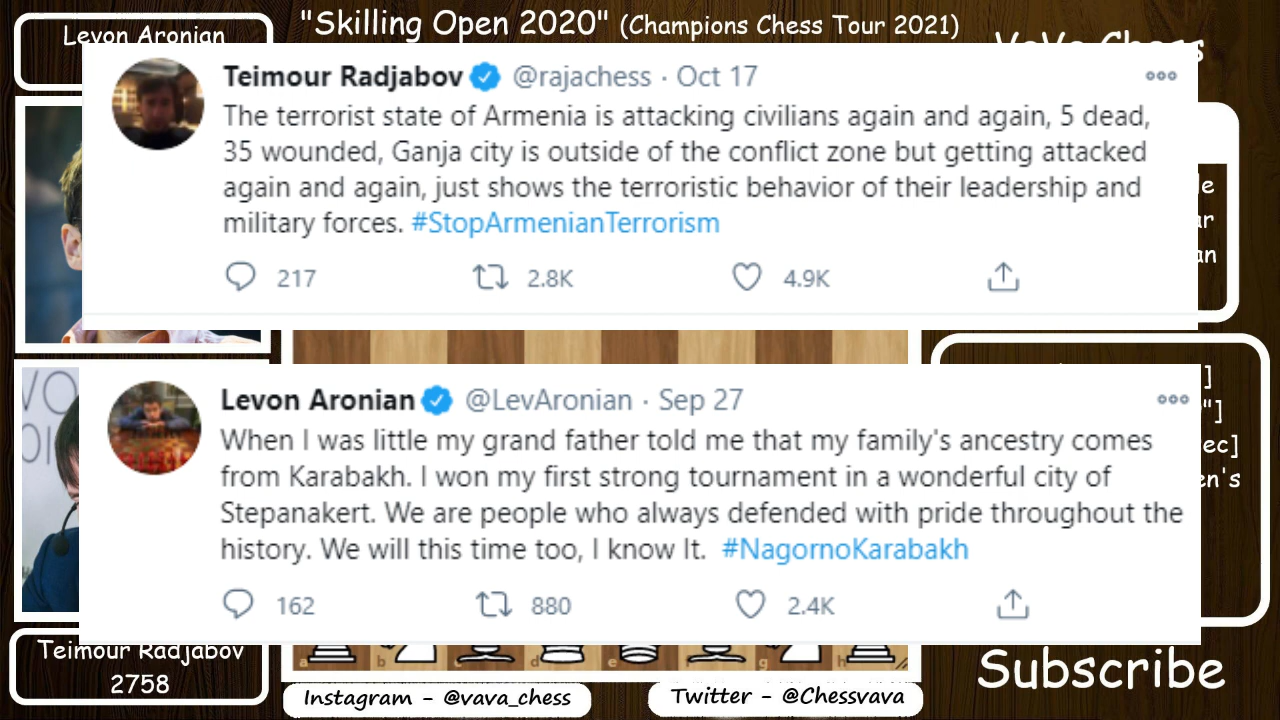 Levon Aronian
"Skilling Open 2020" (Champions Chess Tour 2021)
Teimour Radjabov @rajachess · Oct 17
The terrorist state of Armenia is attacking civilians again and again, 5 dead,
35 wounded, Ganja city is outside of the conflict zone but getting attacked
again and again, just shows the terroristic behavior of their leadership and
military forces. #StopArmenianTerrorism
217 2.8K 4.9K
Levon Aronian @LevAronian · Sep 27
When I was little my grand father told me that my family's ancestry comes
from Karabakh. I won my first strong tournament in a wonderful city of
Stepanakert. We are people who always defended with pride throughout the
history. We will this time too, I know It. #NagornoKarabakh
162 880 2.4K
Teimour Radjabov
2758
a b c d e f g h
Subscribe
Instagram - @vava_chess
Twitter - @Chessvava